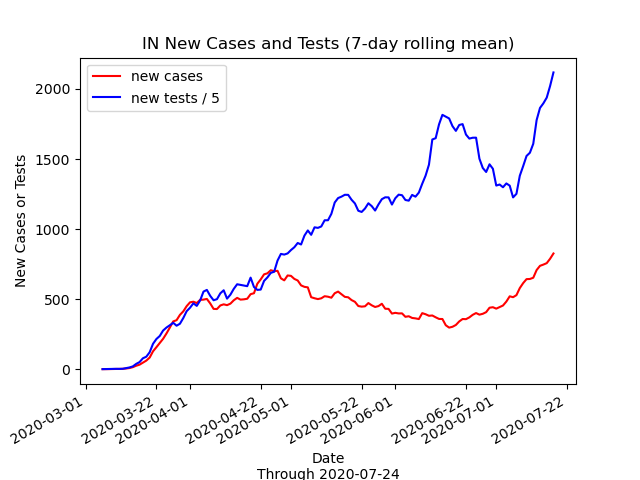 IN New Cases and Tests (7-day rolling mean)
new cases
new tests / 5
New Cases or Tests
2000
1500
1000
500
0
2020-03-01
2020-03-22
2020-04-01
2020-04-22
2020-05-01
2020-05-22
2020-06-01
2020-06-22
2020-07-01
2020-07-22
Date
Through 2020-07-24